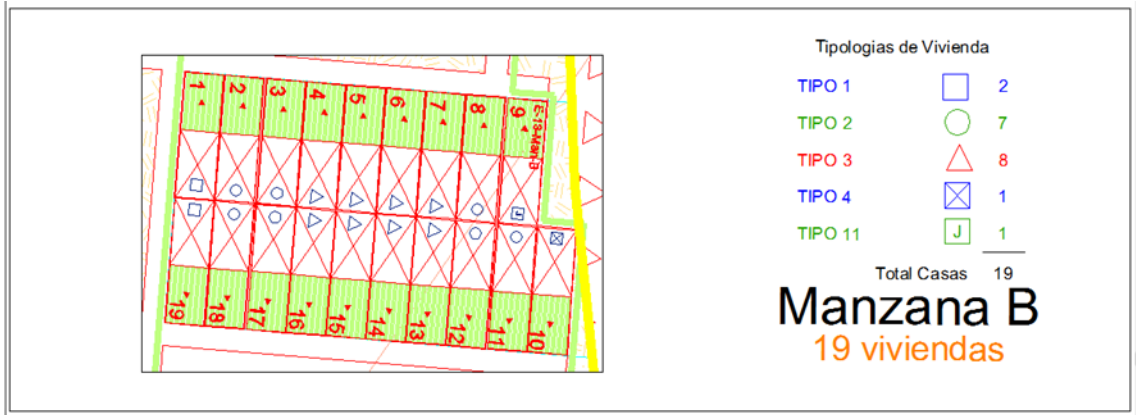 1 2 3 4 5 6 7 8 9
E-13-Man-B
J
19 18 17 16 15 14 13 12 11 10
Tipologias de Vivienda
TIPO 1 2
TIPO 2 7
TIPO 3 8
TIPO 4 1
TIPO 11 J 1
Total Casas 19
Manzana B
19 viviendas